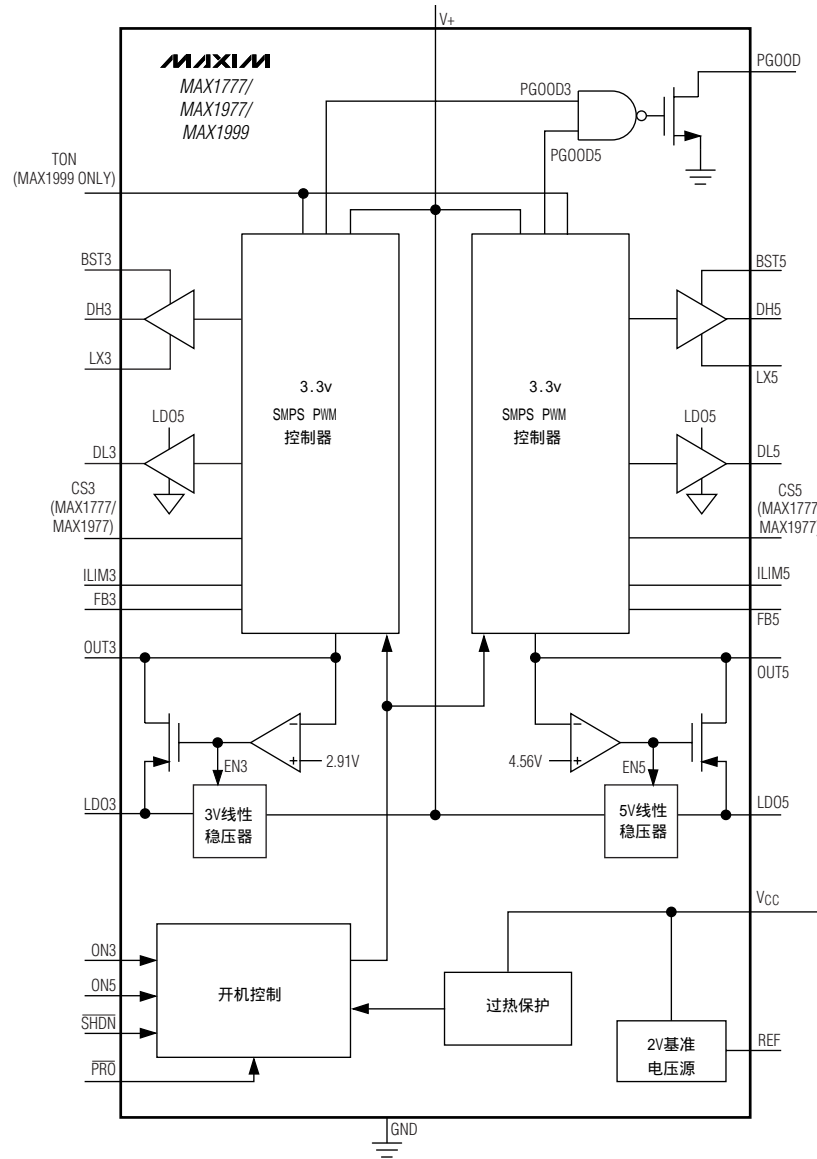 V+
MAXIM
MAX1777/
MAX1977/
MAX1999
PGOOD
PGOOD3
PGOOD5
TON
(MAX1999 ONLY)
BST3
BST5
DH3
DH5
LX3
LX5
3.3v
SMPS PWM
控制器
3.3v
SMPS PWM
控制器
LDO5
LDO5
DL3
DL5
CS3
(MAX1777/
MAX1977)
CS5
(MAX1777
MAX1977
ILIM3
ILIM5
FB3
FB5
OUT3
OUT5
−
+
2.91V
−
+
4.56V
EN3
EN5
LDO3
3V线性
稳压器
5V线性
稳压器
LDO5
VCC
ON3
ON5
SHDN
PRO
开机控制
过热保护
2V基准
电压源
REF
GND